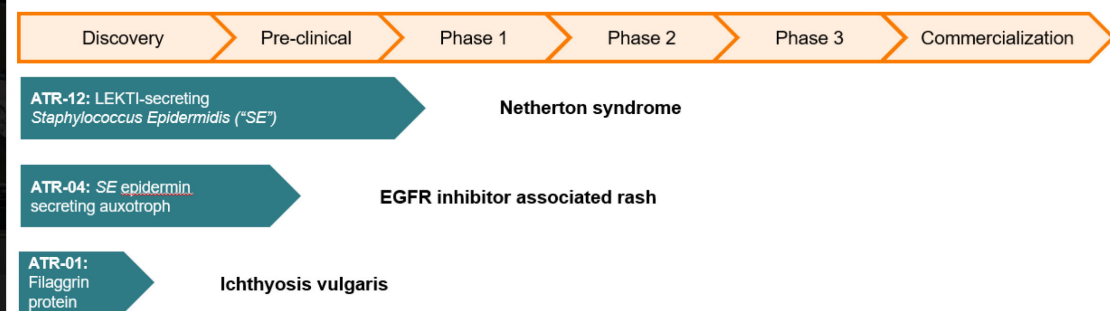 Discovery Pre-clinical Phase 1 Phase 2 Phase 3 Commercialization
ATR-12: LEKTI-secreting
Staphylococcus Epidermidis (“SE”)
Netherton syndrome
ATR-04: SE epidermin
secreting auxotroph
EGFR inhibitor associated rash
ATR-01:
Filaggrin
protein
Ichthyosis vulgaris